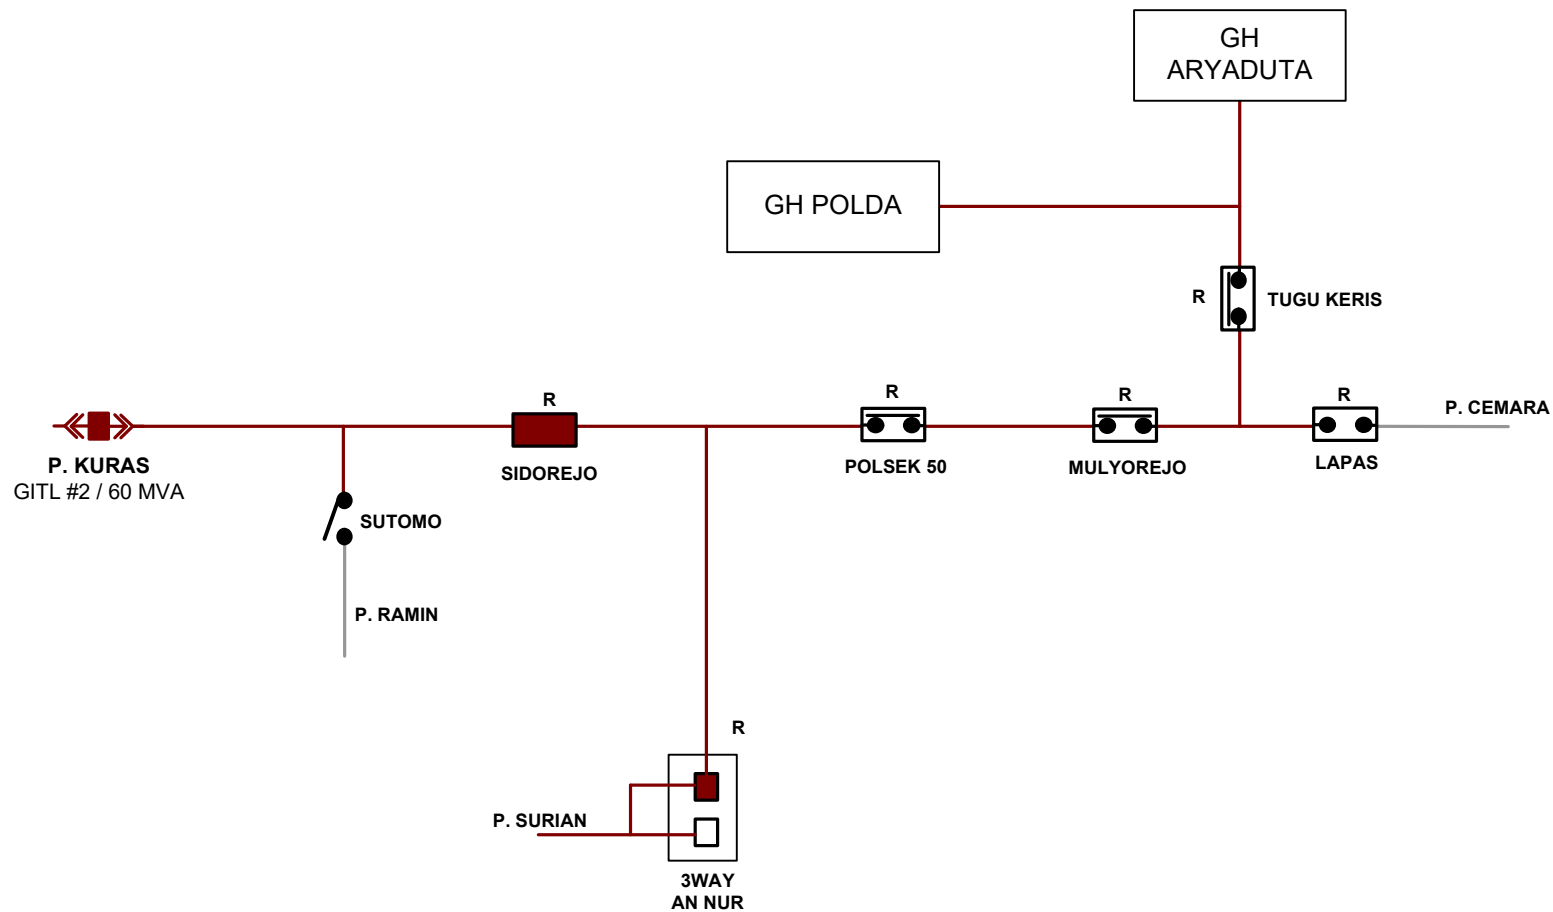 GH
ARYADUTA
GH POLDA
R
TUGU KERIS
R
R
R
R
P. CEMARA
P. KURAS
GITL #2 / 60 MVA
SIDOREJO
POLSEK 50
MULYOREJO
LAPAS
SUTOMO
P. RAMIN
R
P. SURIAN
3WAY
AN NUR